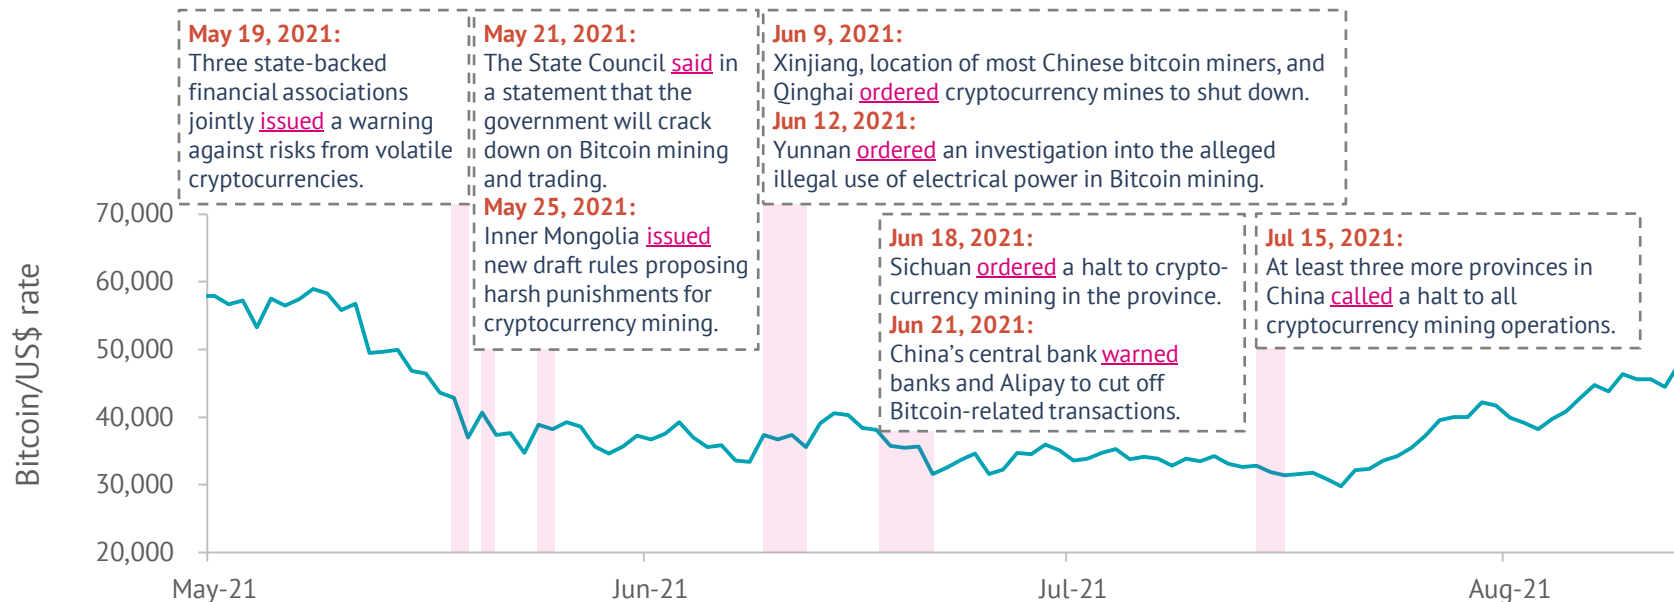 May 19, 2021:
Three state-backed
financial associations
jointly issued a warning
against risks from volatile
cryptocurrencies.
May 21, 2021:
The State Council said in
a statement that the
government will crack
down on Bitcoin mining
and trading.
May 25, 2021:
Inner Mongolia issued
new draft rules proposing
harsh punishments for
cryptocurrency mining.
Jun 9, 2021:
Xinjiang, location of most Chinese bitcoin miners, and
Qinghai ordered cryptocurrency mines to shut down.
Jun 12, 2021:
Yunnan ordered an investigation into the alleged
illegal use of electrical power in Bitcoin mining.
Jun 18, 2021:
Sichuan ordered a halt to crypto-
currency mining in the province.
Jun 21, 2021:
China's central bank warned
banks and Alipay to cut off
Bitcoin-related transactions.
Jul 15, 2021:
At least three more provinces in
China called a halt to all
cryptocurrency mining operations.
Bitcoin/US$ rate
70,000
60,000
50,000
40,000
30,000
20,000
May-21
Jun-21
Jul-21
Aug-21